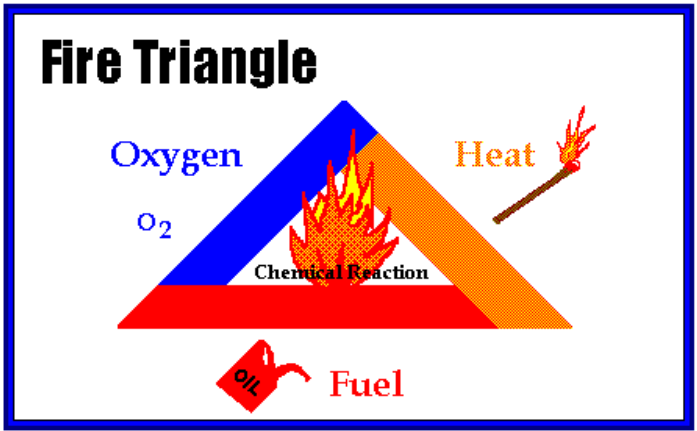 Fire Triangle
Oxygen
Heat
O2
Chemical Reaction
OIL
Fuel